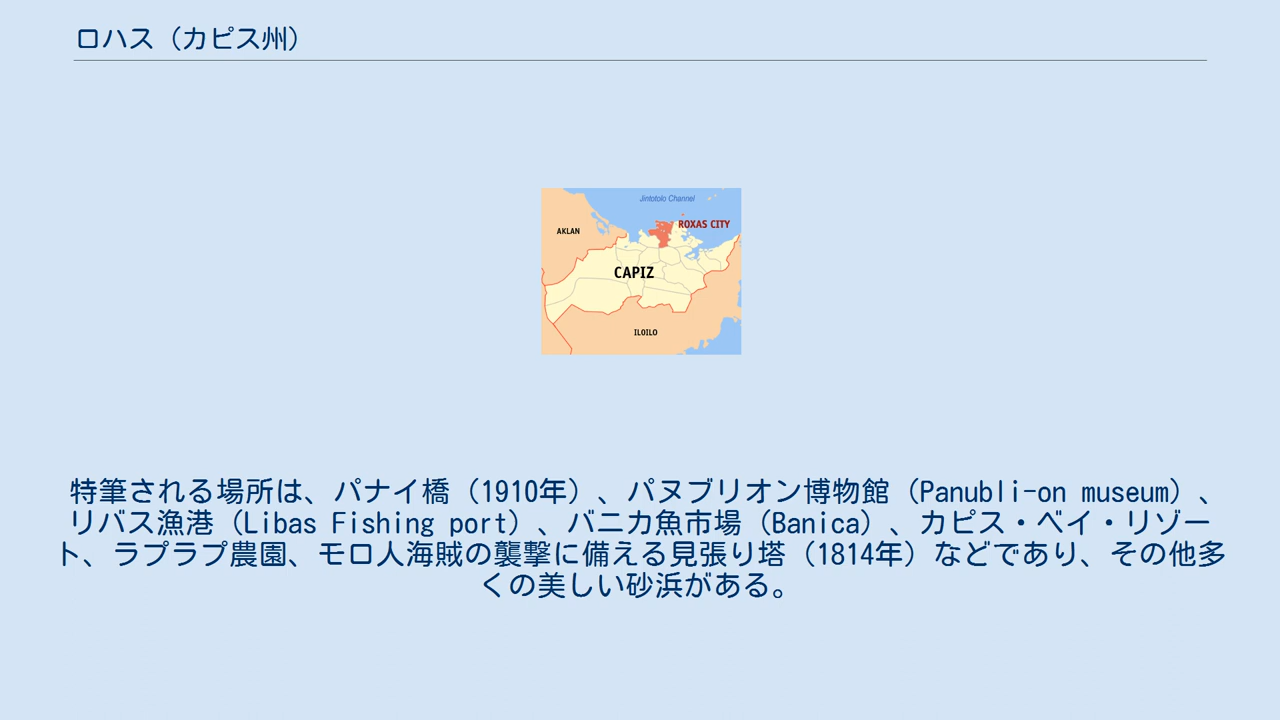 ロハス（カピス州）
Jintotolo Channel
ROXAS CITY
AKLAN
CAPIZ
ILOILO
特筆される場所は、パナイ橋（1910年）、パヌブリオン博物館（Panubli-on museum）、
リバス漁港（Libas Fishing port）、バニカ魚市場（Banica）、カピス・ベイ・リゾー
ト、ラプラプ農園、モロ人海賊の襲撃に備える見張り塔（1814年）などであり、その他多
くの美しい砂浜がある。